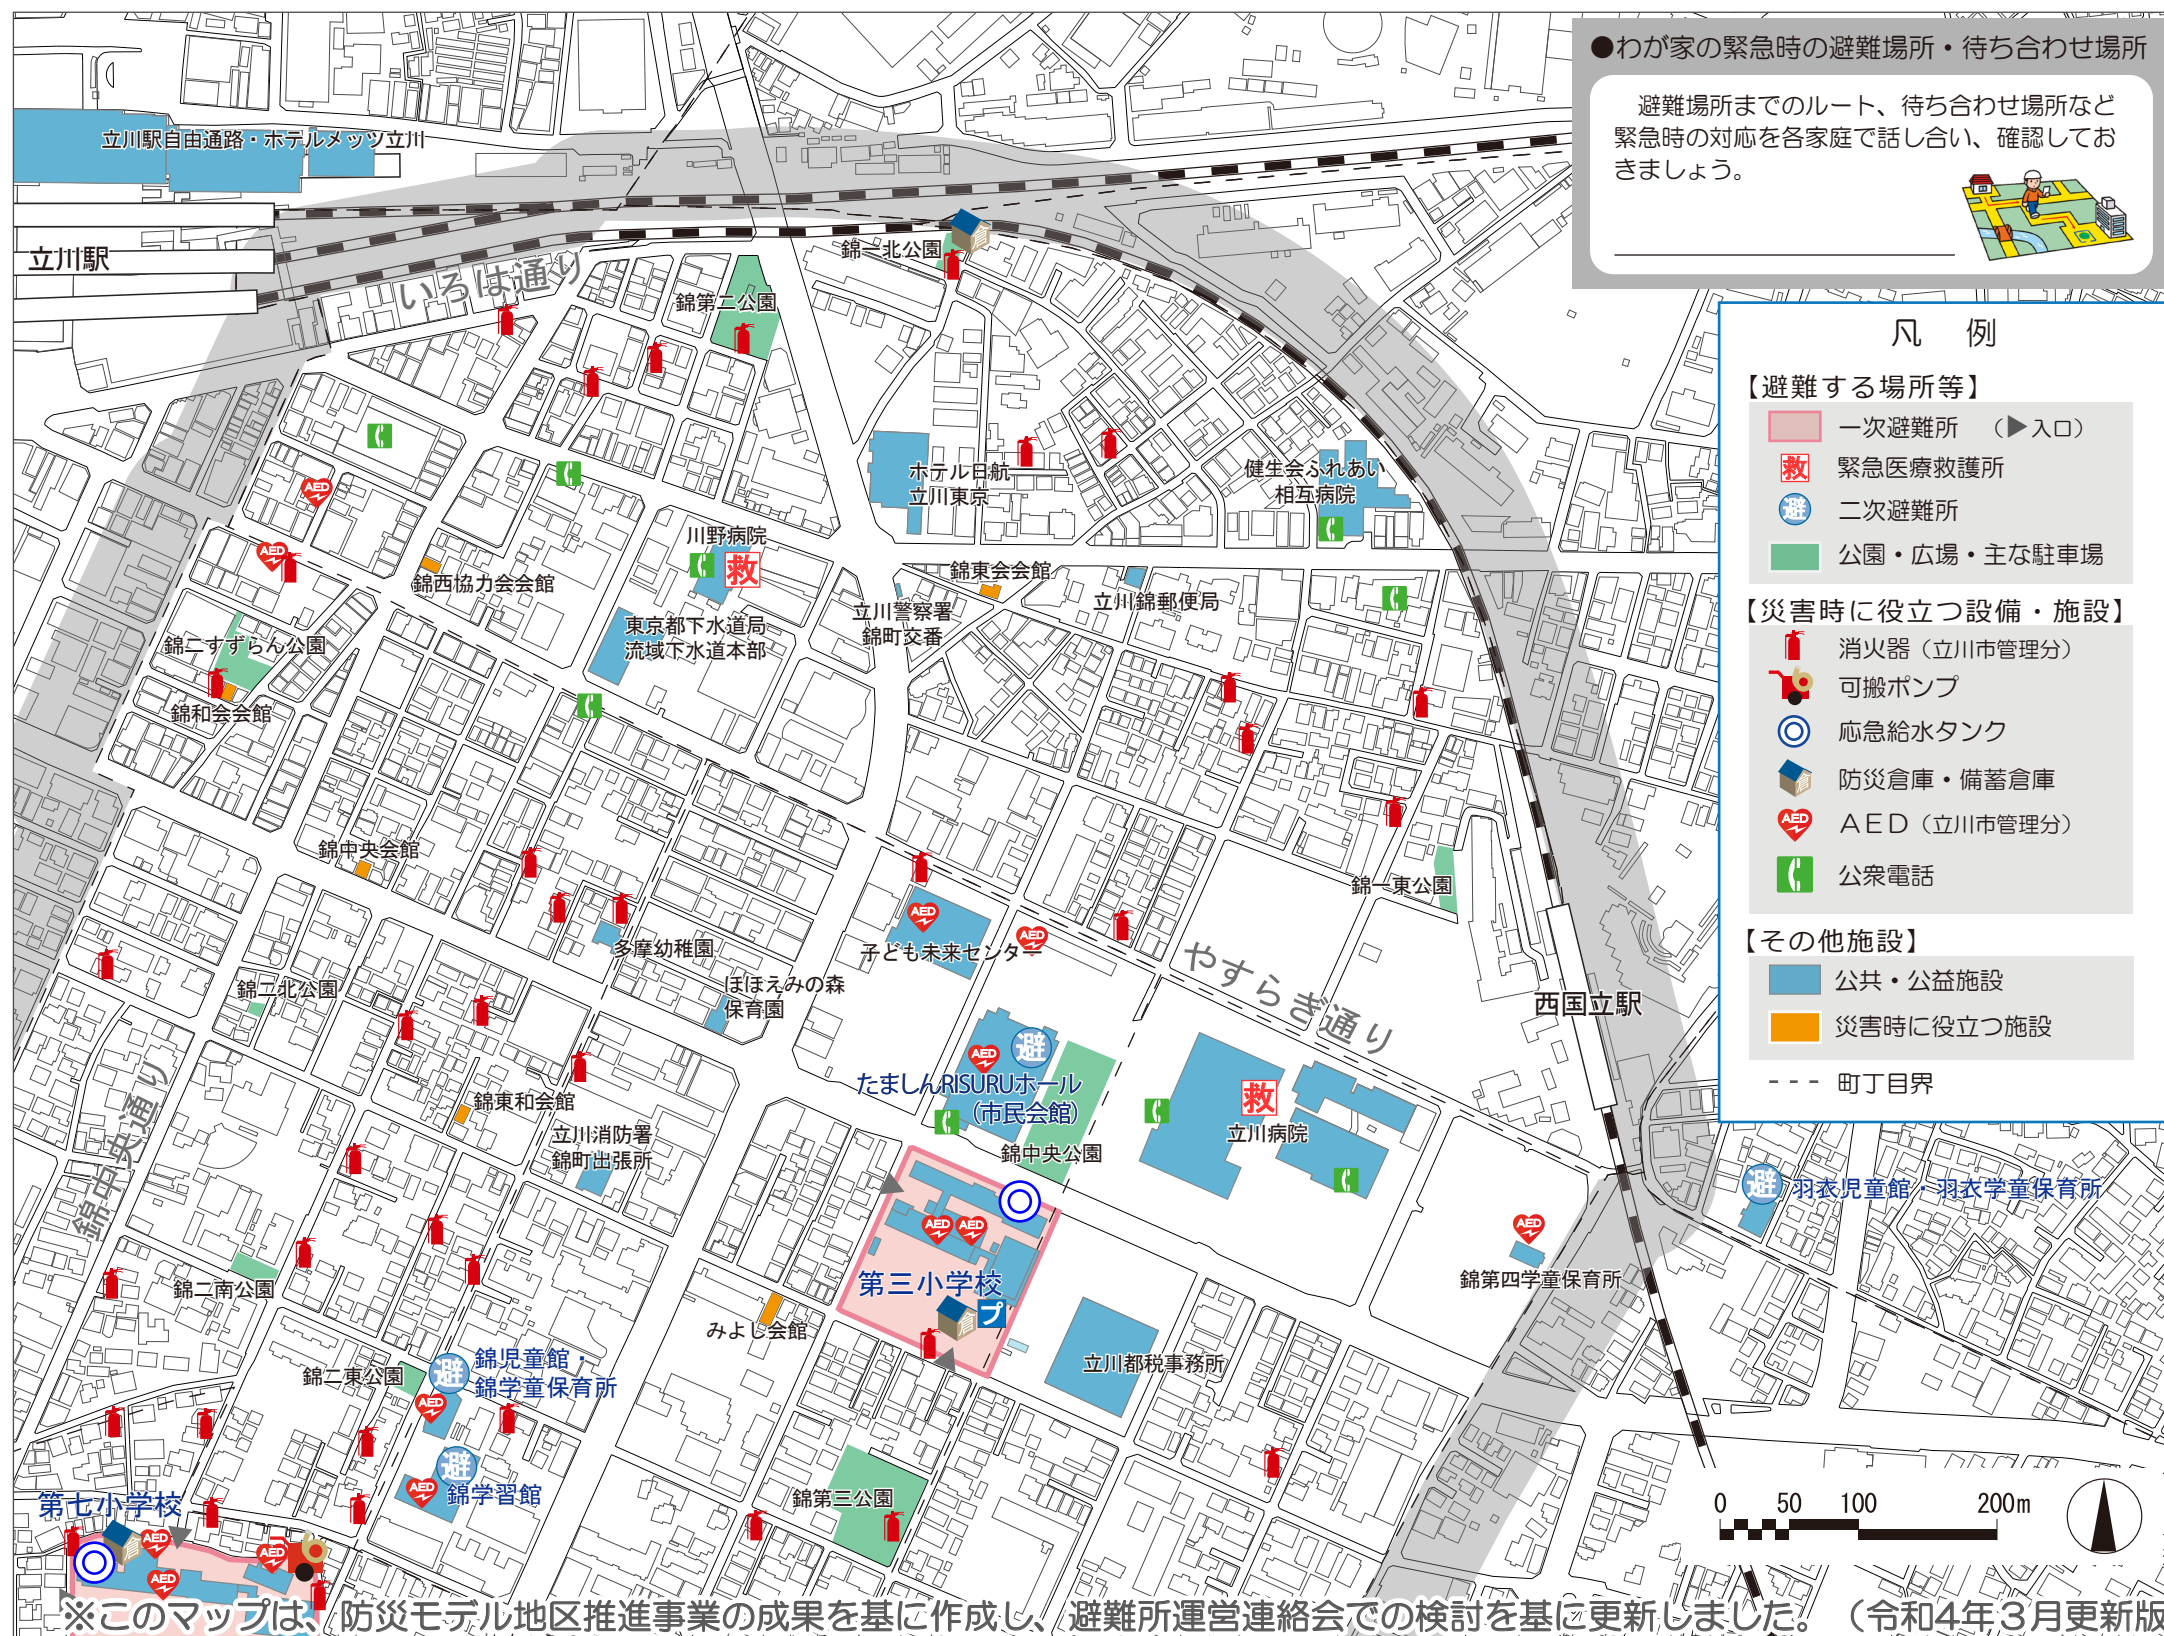 ●わが家の緊急時の避難場所・待ち合わせ場所
避難場所までのルート、待ち合わせ場所など
緊急時の対応を各家庭で話し合い、確認してお
きましょう。
立川駅自由通路・ホテルメッツ立川
立川駅
いろは通り
錦一北公園
倉
錦第二公園
ホテル日航
立川東京
健生会ふれあい
相互病院
AED
AED
川野病院
救
錦西協力会会館
東京都下水道局
流域下水道本部
錦東会会館
立川警察署
錦町交番
立川錦郵便局
錦二すずらん公園
錦和会会館
錦中央会館
多摩幼稚園
ほほえみの森
保育園
AED
子ども未来センター
AED
錦一東公園
やすらぎ通り
西国立駅
錦二北公園
錦中央通り
錦東和会館
立川消防署
錦町出張所
避
AED
たましんRISURUホール
(市民会館)
錦中央公園
救
立川病院
AED
AED
第三小学校
倉
プ
AED
錦第四学童保育所
避
羽衣児童館・羽衣学童保育所
錦二南公園
みよし会館
立川都税事務所
錦二東公園
避
錦児童館・
錦学童保育所
AED
避
AED
錦学習館
錦第三公園
第七小学校
倉
AED
AED
AED
凡　例
【避難する場所等】
一次避難所　（▶入口）
救
緊急医療救護所
避
二次避難所
公園・広場・主な駐車場
【災害時に役立つ設備・施設】
消火器（立川市管理分）
可搬ポンプ
応急給水タンク
倉
防災倉庫・備蓄倉庫
AED
ＡＥＤ（立川市管理分）
公衆電話
【その他施設】
公共・公益施設
災害時に役立つ施設
町丁目界
0 50 100 200m
※このマップは、防災モデル地区推進事業の成果を基に作成し、避難所運営連絡会での検討を基に更新しました。（令和4年３月更新版